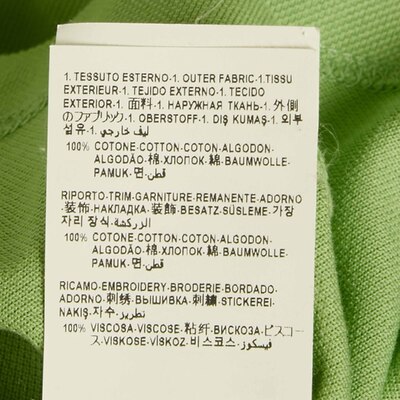 1. TESSUTO ESTERNO-1. OUTER FABRIC-1.TISSU
EXTERIEUR-1. TEJIDO EXTERNO-1. TECIDO
EXTERIOR-1. 面料-1. НАРУЖНАЯ ТКАНЬ-1. 外側
のファブリック-1. OBERSTOFF-1. DIŞ KUMAŞ-1. 외부
섬유-1. ليف خارجي
100% COTONE-COTTON-COTON-ALGODON-
ALGODÃO-棉-ХЛОПОК-綿-BAUMWOLLE-
PAMUK-면-قطن
RIPORTO-TRIM-GARNITURE-REMANENTE-ADORNO
-装饰-НАКЛАДКА-装飾-BESATZ-SÜSLEME-가장
자리 장식-الزركشة
100% COTONE-COTTON-COTON-ALGODON-
ALGODÃO-棉-ХЛОПОК-綿-BAUMWOLLE-
PAMUK-면-قطن
RICAMO-EMBROIDERY-BRODERIE-BORDADO-
ADORNO-刺绣-ВЫШИВКА-刺繍-STICKEREI-
NAKIŞ-자수-تطريز
100% VISCOSA-VISCOSE-粘纤-ВИСКОЗА-ビスコー
ス-VISKOSE-VİSKOZ-비스코스-فيسكوز